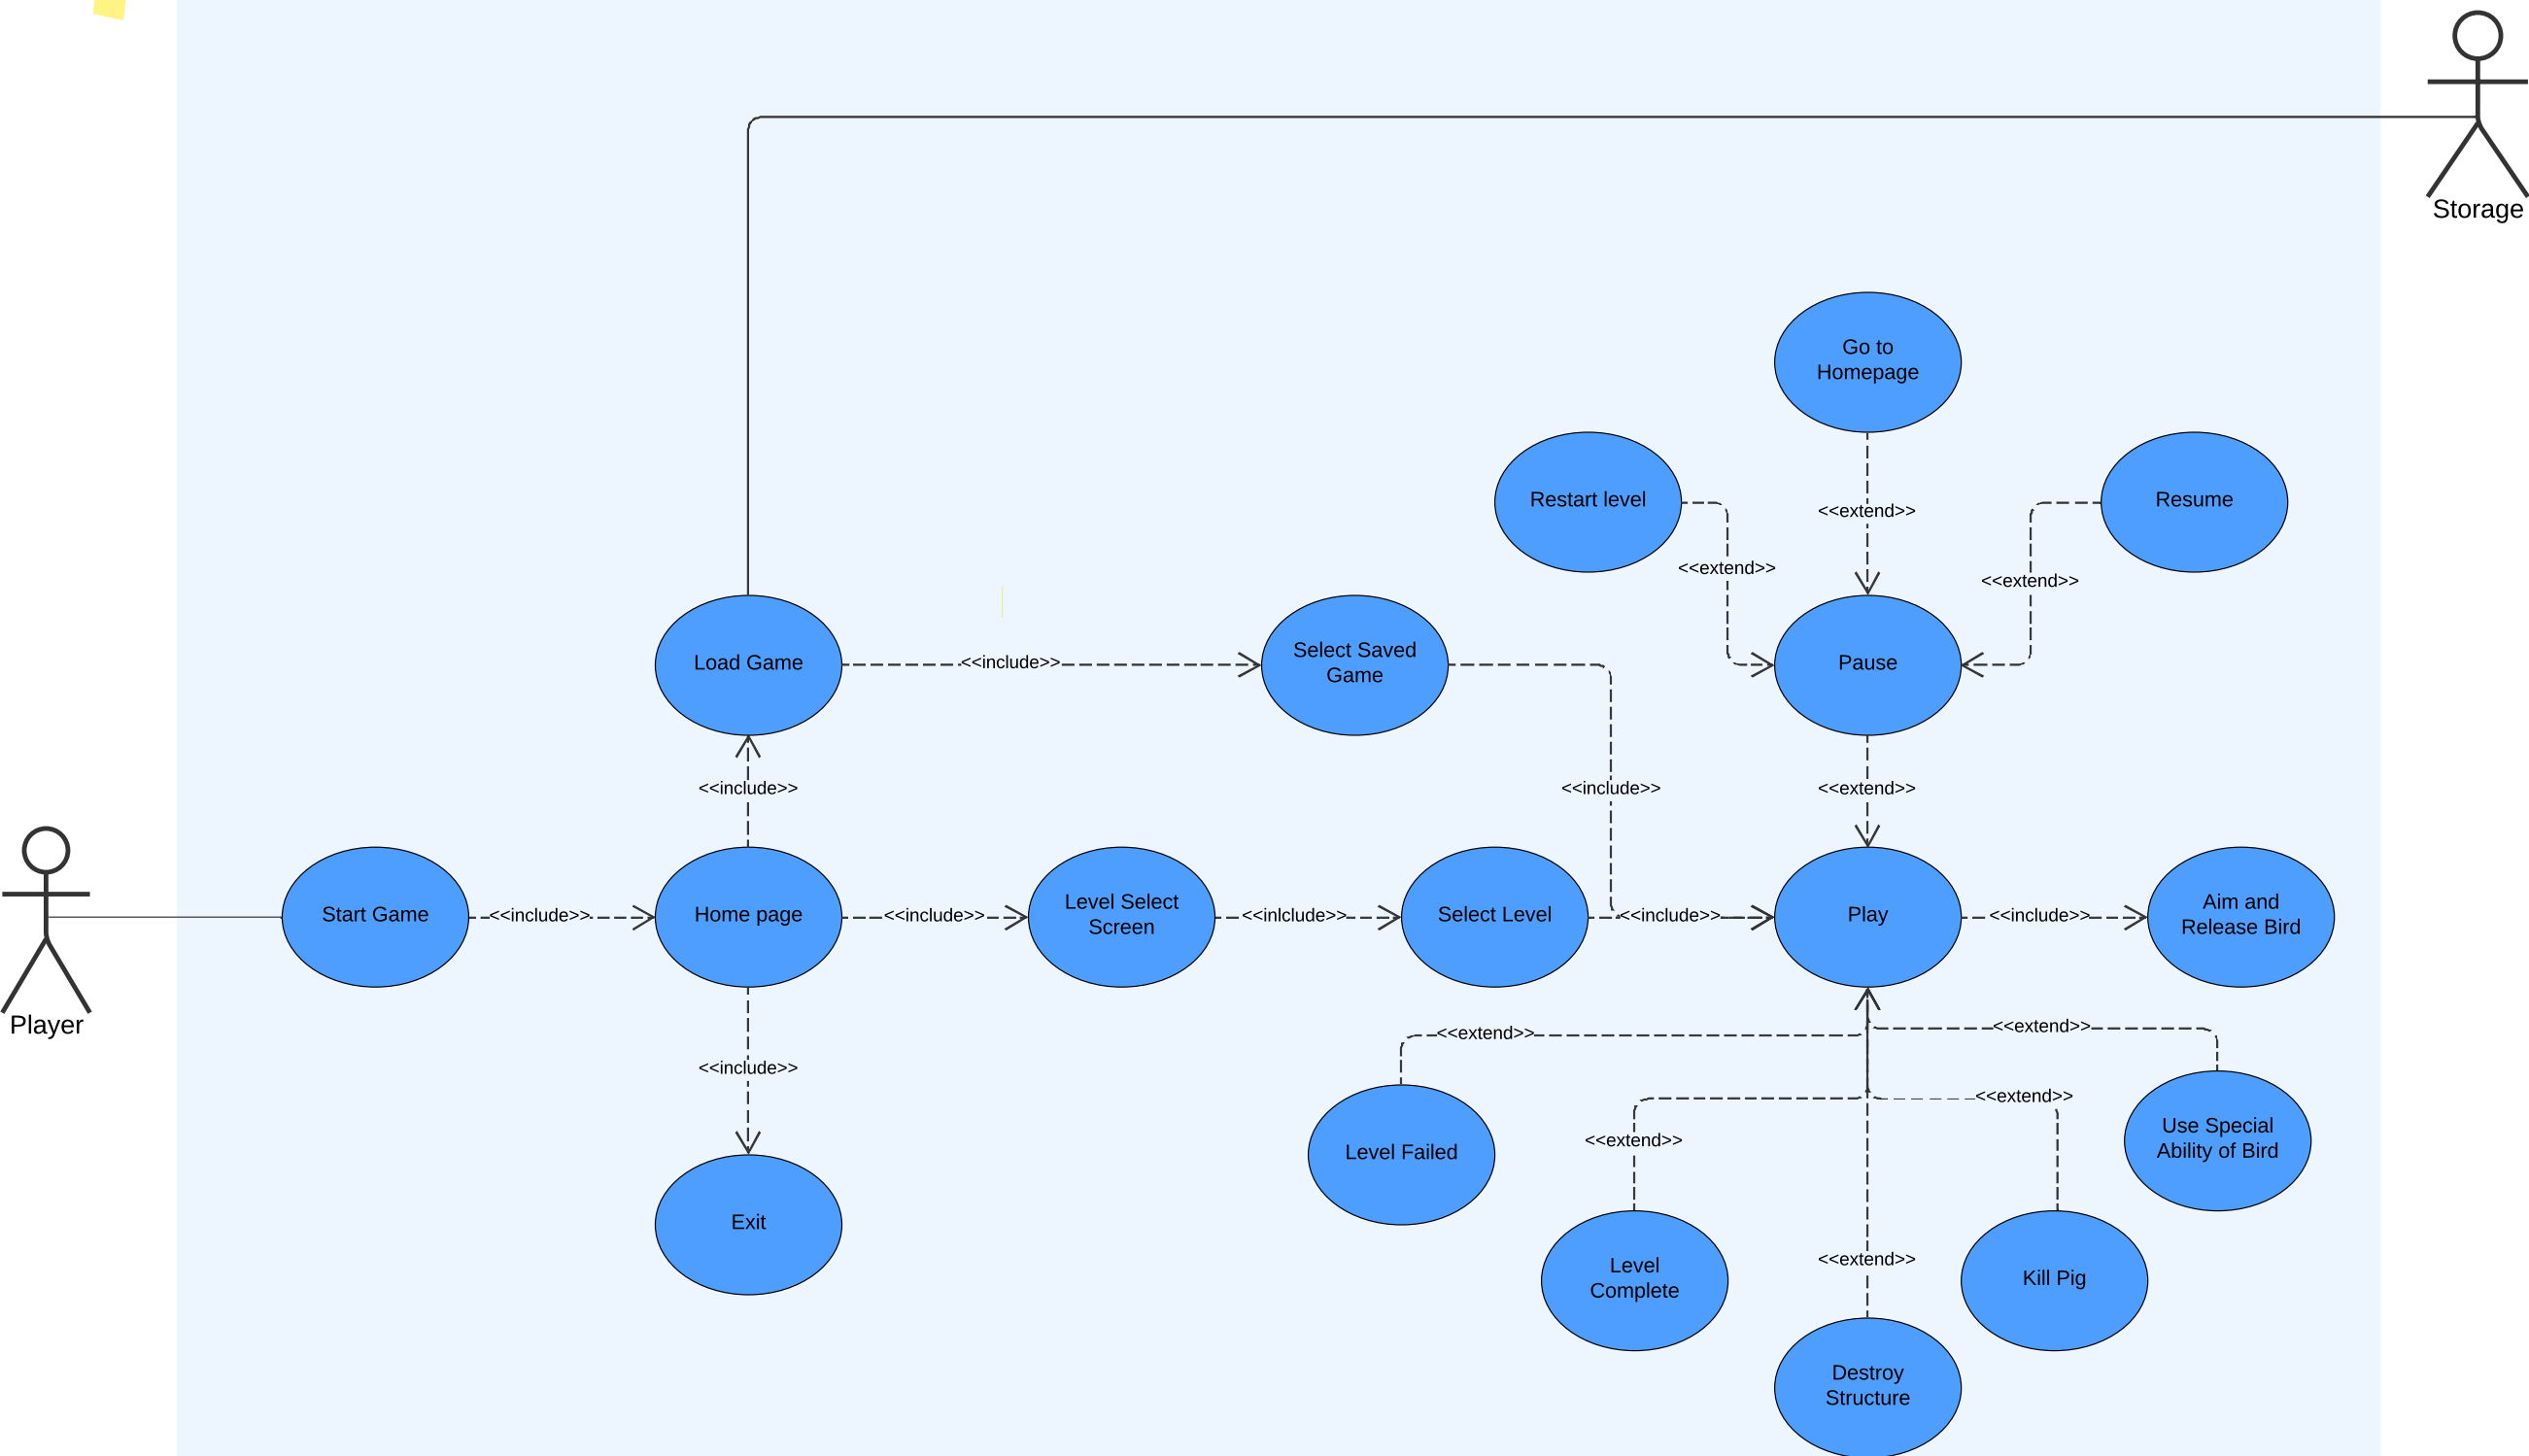 Storage
Go to
Homepage
Restart level
<<extend>>
Resume
<<extend>>
<<extend>>
Load Game
<<include>>
Select Saved
Game
Pause
<<include>>
<<include>>
<<extend>>
Player
Start Game
<<include>>
Home page
<<include>>
Level Select
Screen
<<inlclude>>
Select Level
<<include>>
Play
<<include>>
Aim and
Release Bird
<<include>>
<<extend>>
<<extend>>
<<extend>>
<<extend>>
Level Failed
Use Special
Ability of Bird
Exit
Level
Complete
<<extend>>
Kill Pig
Destroy
Structure